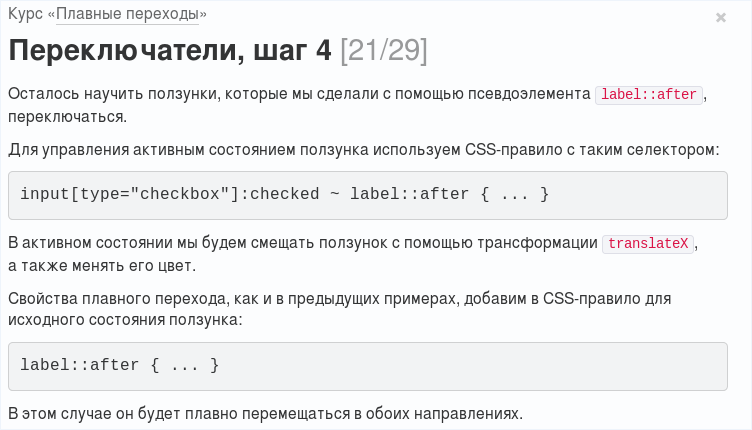 Курс «Плавные переходы»
×
Переключатели, шаг 4 [21/29]
Осталось научить ползунки, которые мы сделали с помощью псевдоэлемента label::after,
переключаться.
Для управления активным состоянием ползунка используем CSS-правило с таким селектором:
input[type="checkbox"]:checked ~ label::after { ... }
В активном состоянии мы будем смещать ползунок с помощью трансформации translateX,
а также менять его цвет.
Свойства плавного перехода, как и в предыдущих примерах, добавим в CSS-правило для
исходного состояния ползунка:
label::after { ... }
В этом случае он будет плавно перемещаться в обоих направлениях.